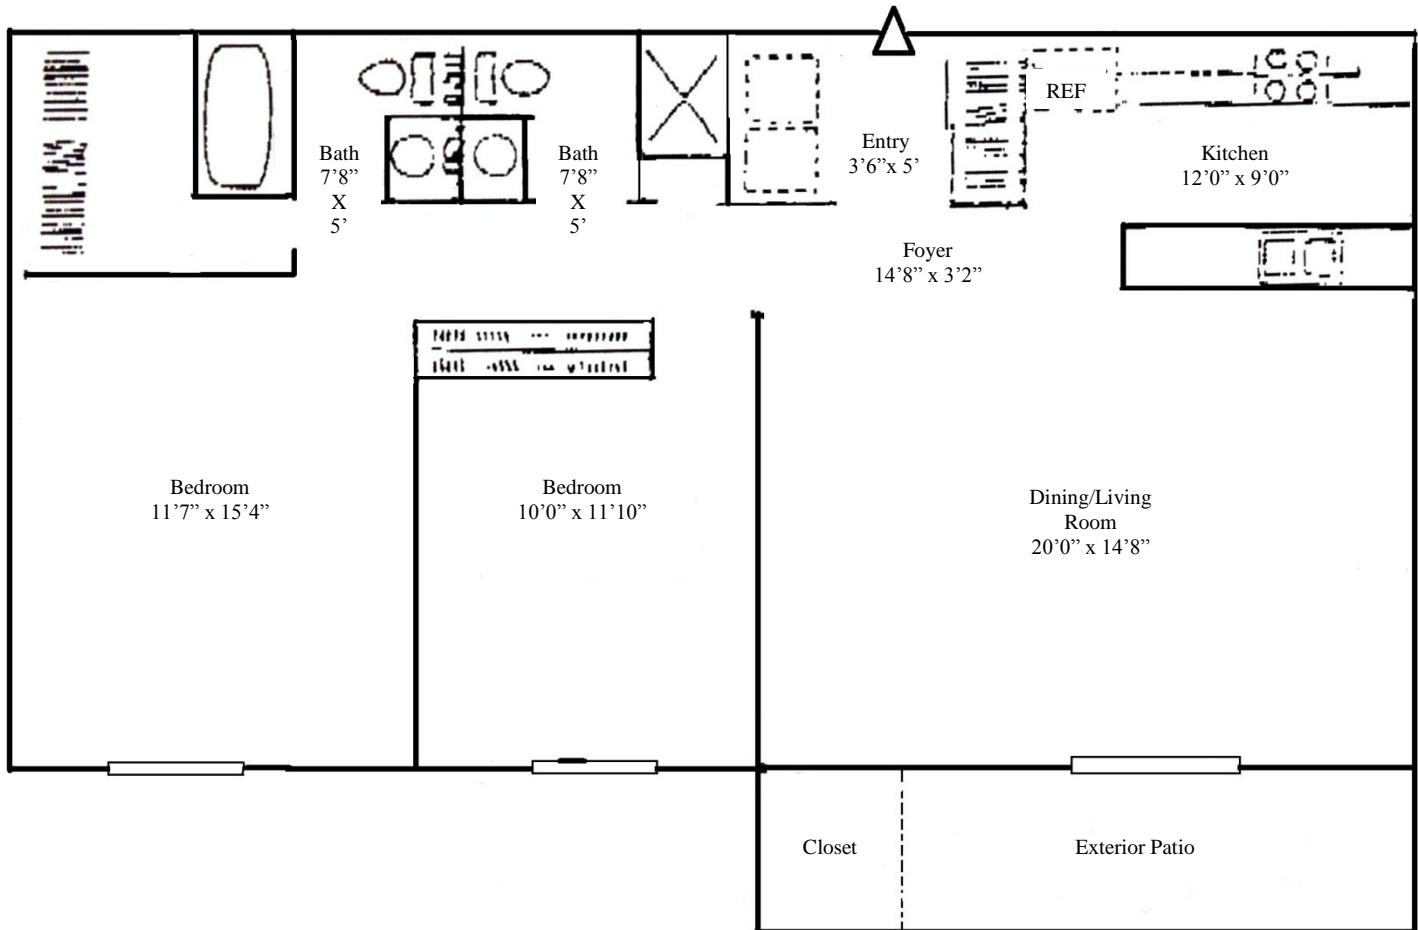 Bath
7’8”
X
5’
Bath
7’8”
X
5’
Entry
3’6”x 5’
REF
Kitchen
12’0” x 9’0”
Foyer
14’8” x 3’2”
Bedroom
11’7” x 15’4”
Bedroom
10’0” x 11’10”
Dining/Living
Room
20’0” x 14’8”
Closet
Exterior Patio